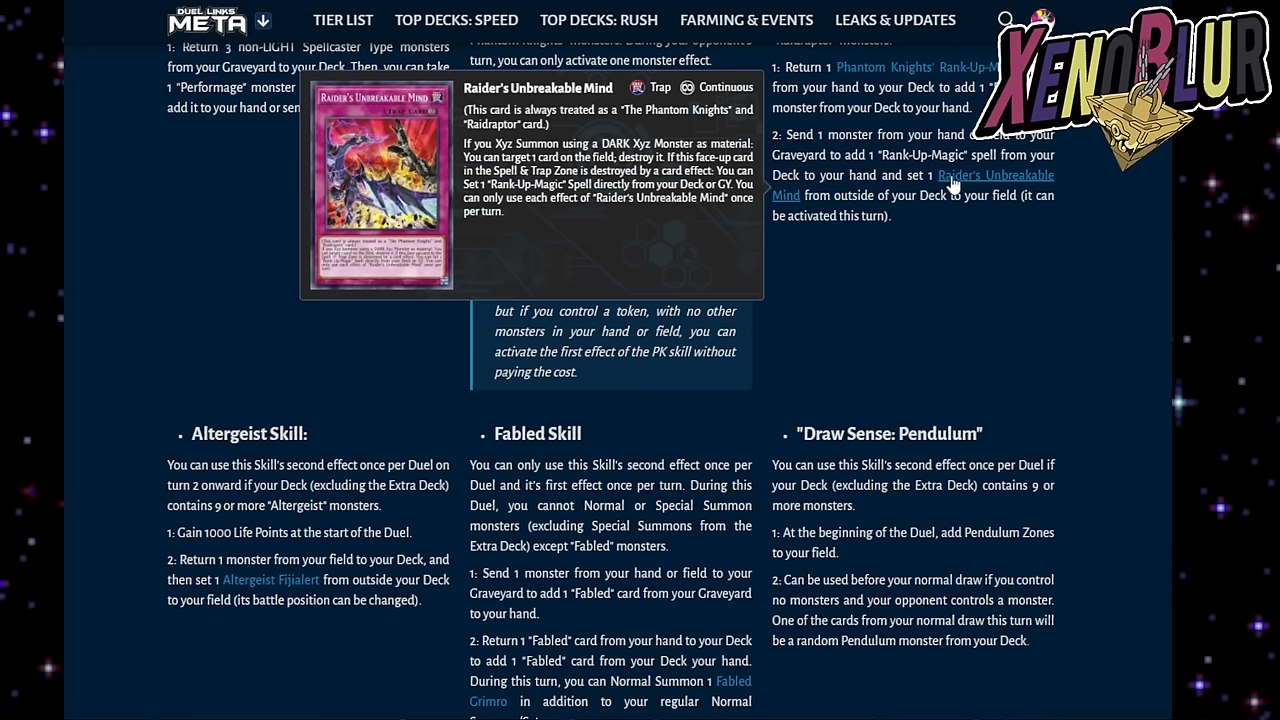 DUEL LINKS
META
TIER LIST
TOP DECKS: SPEED
TOP DECKS: RUSH
FARMING & EVENTS
LEAKS & UPDATES
XENOBLUR
1: Return 3 non-LIGHT Spellcaster Type monsters
from your Graveyard to your Deck. Then, you can take
1 "Performage" monster
add it to your hand or sen
Phantom Knights' monsters. During your opponent's
turn, you can only activate one monster effect.
Raider's Unbreakable Mind
TRAP CARD
Raider's Unbreakable Mind
Trap
Continuous
(This card is always treated as a "The Phantom Knights" and
"Raidraptor" card.)
If you Xyz Summon using a DARK Xyz Monster as material:
You can target 1 card on the field; destroy it. If this face-up card
in the Spell & Trap Zone is destroyed by a card effect: You can
Set 1 "Rank-Up-Magic" Spell directly from your Deck or GY. You
can only use each effect of "Raider's Unbreakable Mind" once
per turn.
but if you control a token, with no other
monsters in your hand or field, you can
activate the first effect of the PK skill without
paying the cost.
"Raidraptor" monsters.
1: Return 1 Phantom Knights' Rank-Up-M
from your hand to your Deck to add 1
monster from your Deck to your hand.
2: Send 1 monster from your hand or field to your
Graveyard to add 1 "Rank-Up-Magic" spell from your
Deck to your hand and set 1 Raider's Unbreakable
Mind from outside of your Deck to your field (it can
be activated this turn).
• Altergeist Skill:
You can use this Skill's second effect once per Duel on
turn 2 onward if your Deck (excluding the Extra Deck)
contains 9 or more "Altergeist" monsters.
1: Gain 1000 Life Points at the start of the Duel.
2: Return 1 monster from your field to your Deck, and
then set 1 Altergeist Fijialert from outside your Deck
to your field (its battle position can be changed).
• Fabled Skill
You can only use this Skill's second effect once per
Duel and it's first effect once per turn. During this
Duel, you cannot Normal or Special Summon
monsters (excluding Special Summons from the
Extra Deck) except "Fabled" monsters.
1: Send 1 monster from your hand or field to your
Graveyard to add 1 "Fabled" card from your Graveyard
to your hand.
2: Return 1 "Fabled" card from your hand to your Deck
to add 1 "Fabled" card from your Deck your hand.
During this turn, you can Normal Summon 1 Fabled
Grimro in addition to your regular Normal
• "Draw Sense: Pendulum"
You can use this Skill's second effect once per Duel if
your Deck (excluding the Extra Deck) contains 9 or
more monsters.
1: At the beginning of the Duel, add Pendulum Zones
to your field.
2: Can be used before your normal draw if you control
no monsters and your opponent controls a monster.
One of the cards from your normal draw this turn will
be a random Pendulum monster from your Deck.